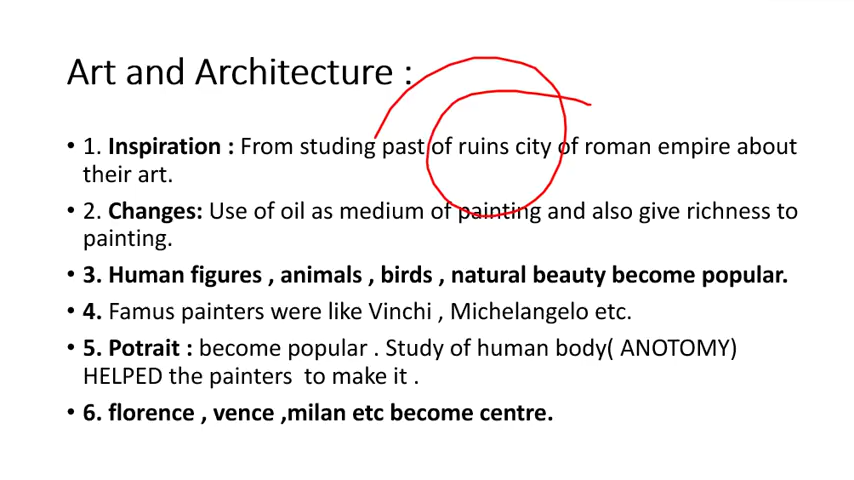 Art and Architecture :
• 1. Inspiration : From studing past of ruins city of roman empire about
their art.
• 2. Changes: Use of oil as medium of painting and also give richness to
painting.
• 3. Human figures , animals , birds , natural beauty become popular.
• 4. Famus painters were like Vinchi , Michelangelo etc.
• 5. Potrait : become popular . Study of human body( ANOTOMY)
HELPED the painters  to make it .
• 6. florence , vence ,milan etc become centre.